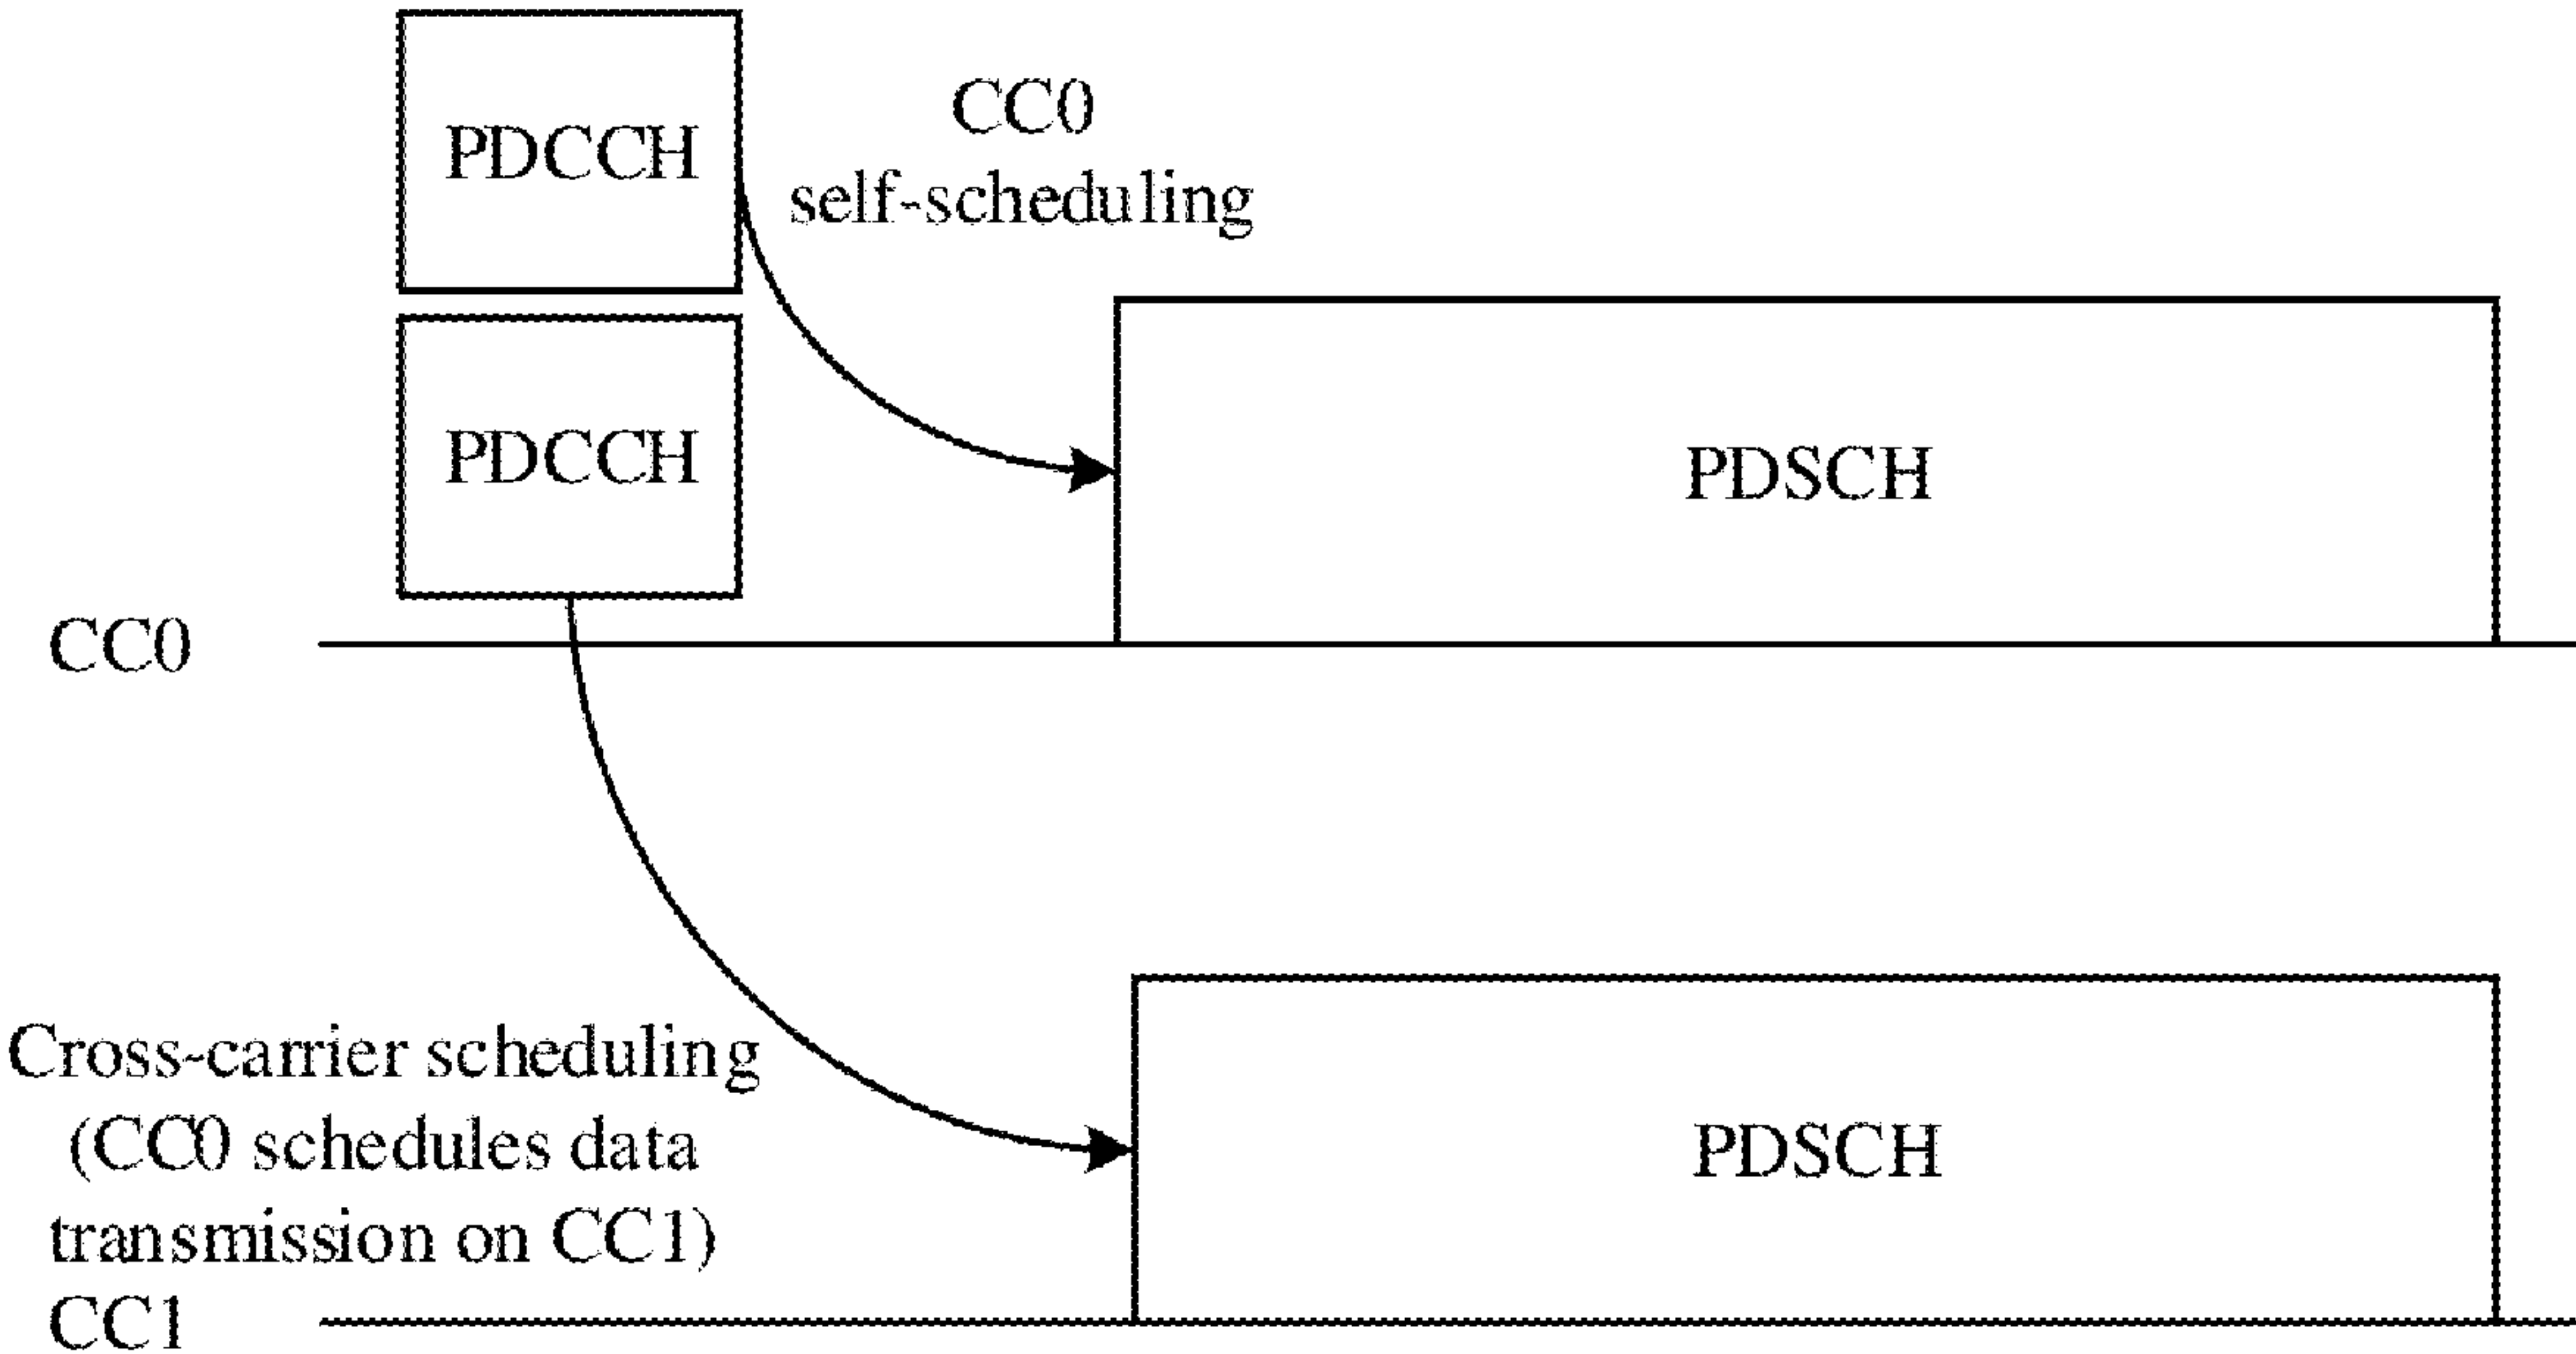 PDCCH
CC0
self-scheduling
PDCCH
PDSCH
CC0
Cross-carrier scheduling
(CC0 schedules data
transmission on CC1)
PDSCH
CC1